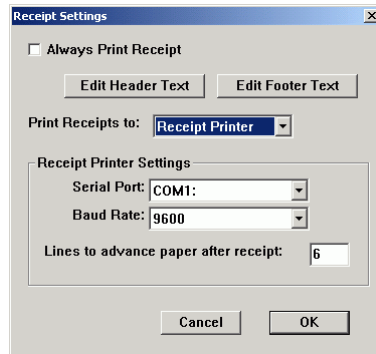 Receipt Settings
Always Print Receipt
Edit Header Text Edit Footer Text
Print Receipts to: Receipt Printer
Receipt Printer Settings
Serial Port: COM1:
Baud Rate: 9600
Lines to advance paper after receipt: 6
Cancel OK